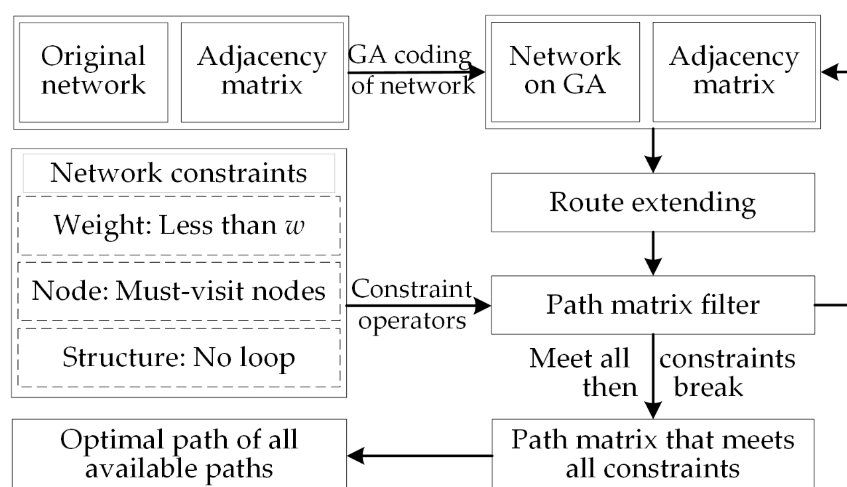 Original
network
Adjacency
matrix
GA coding
of network
Network
on GA
Adjacency
matrix
Network constraints
Weight: Less than w
Node: Must-visit nodes
Structure: No loop
Route extending
Constraint
operators
Path matrix filter
Meet all constraints
then break
Path matrix that meets
all constraints
Optimal path of all
available paths